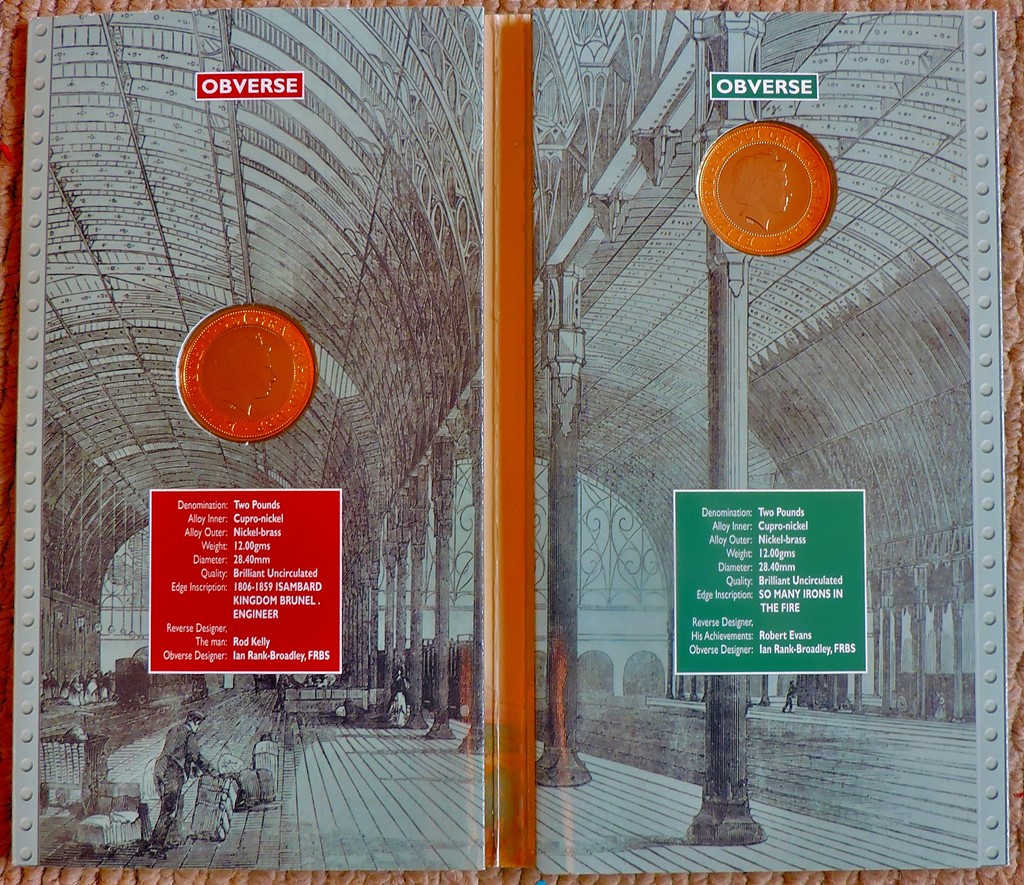 OBVERSE
Denomination: Two Pounds
Alloy Inner: Cupro-nickel
Alloy Outer: Nickel-brass
Weight: 12.00gms
Diameter: 28.40mm
Quality: Brilliant Uncirculated
Edge Inscription: 1806-1859 ISAMBARD
KINGDOM BRUNEL .
ENGINEER
Reverse Designer,
The man: Rod Kelly
Obverse Designer: Ian Rank-Broadley, FRBS
OBVERSE
Denomination: Two Pounds
Alloy Inner: Cupro-nickel
Alloy Outer: Nickel-brass
Weight: 12.00gms
Diameter: 28.40mm
Quality: Brilliant Uncirculated
Edge Inscription: SO MANY IRONS IN
THE FIRE
Reverse Designer,
His Achievements: Robert Evans
Obverse Designer: Ian Rank-Broadley, FRBS